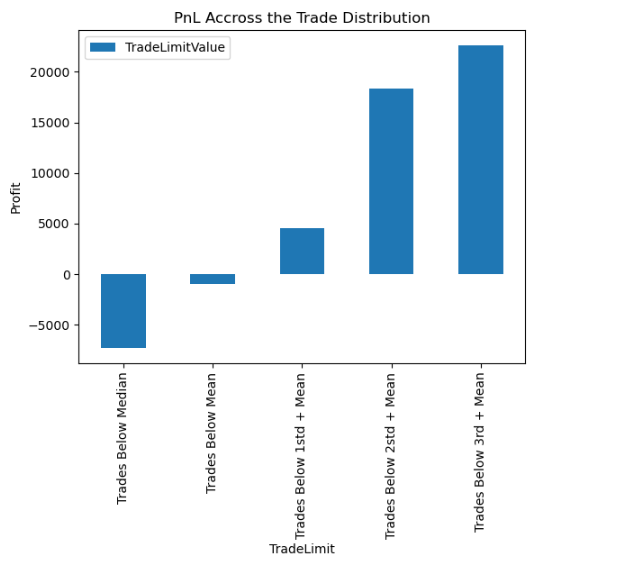 PnL Accross the Trade Distribution
TradeLimitValue
Profit
20000
15000
10000
5000
0
−5000
Trades Below Median
Trades Below Mean
Trades Below 1std + Mean
Trades Below 2std + Mean
Trades Below 3rd + Mean
TradeLimit